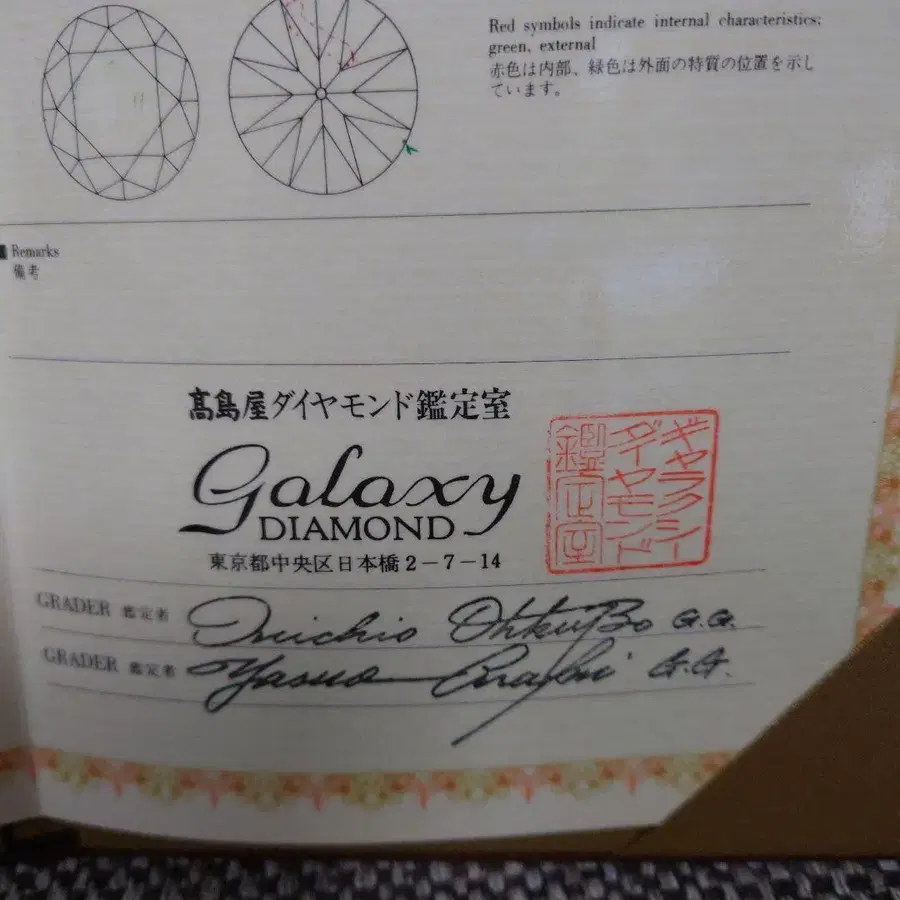 Red symbols indicate internal characteristics;
green, external
赤色は内部、緑色は外面の特質の位置を示し
ています。
Remarks
備考
髙島屋ダイヤモンド鑑定室
Galaxy
DIAMOND
東京都中央区日本橋2-7-14
ギャラクシー
ダイヤモンド
鑑定室
GRADER 鑑定者 G.G.
GRADER 鑑定者 Yasuo G.G.